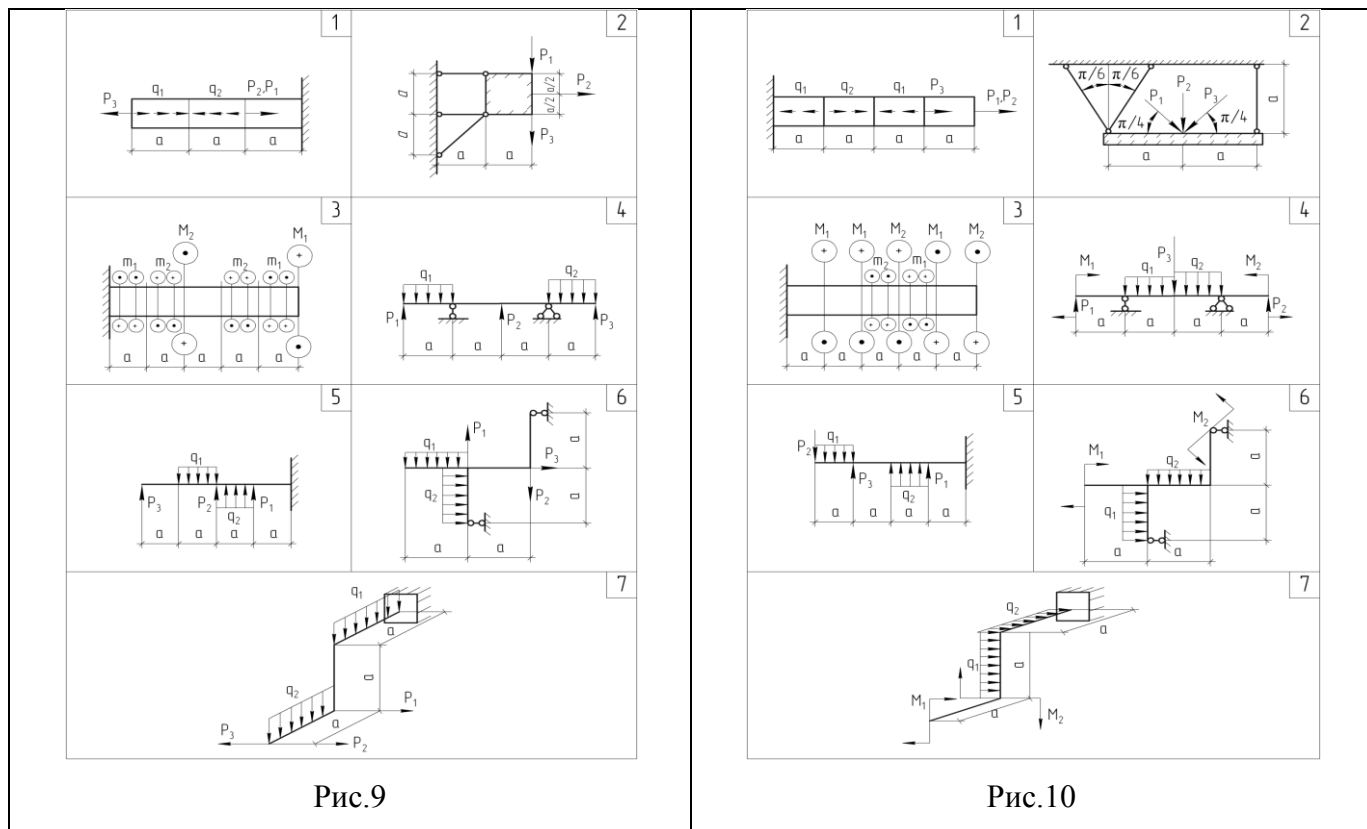 1
P₃ q₁ q₂ P₂,P₁
a a a
2
P₁
a/2
P₂
a/2
P₃
a
a
a a
3
M₂ M₁
m₁ m₂ m₂ m₁
a a a a a
4
q₁ q₂
P₁ P₂ P₃
a a a a
5
q₁
P₃ P₂ P₁
q₂
a a a a
6
P₁
q₁ P₃
q₂ P₂
a
a
a a
7
q₁
a
a
q₂
a
P₁
P₃ P₂
Рис.9
1
q₁ q₂ q₁ P₃
P₁,P₂
a a a a
2
π/6 π/6
P₁ P₂ P₃
π/4 π/4
a
a a
3
M₁ M₁ M₂ M₁ M₂
m₂ m₁
a a a a a
4
P₃
M₁ q₁ q₂ M₂
P₁ P₂
a a a a
5
P₂ q₁
P₃ P₁
q₂
a a a a
6
M₂
M₁ q₂
q₁
a
a
a a
7
q₂
a
q₁
a
M₁
a
M₂
Рис.10